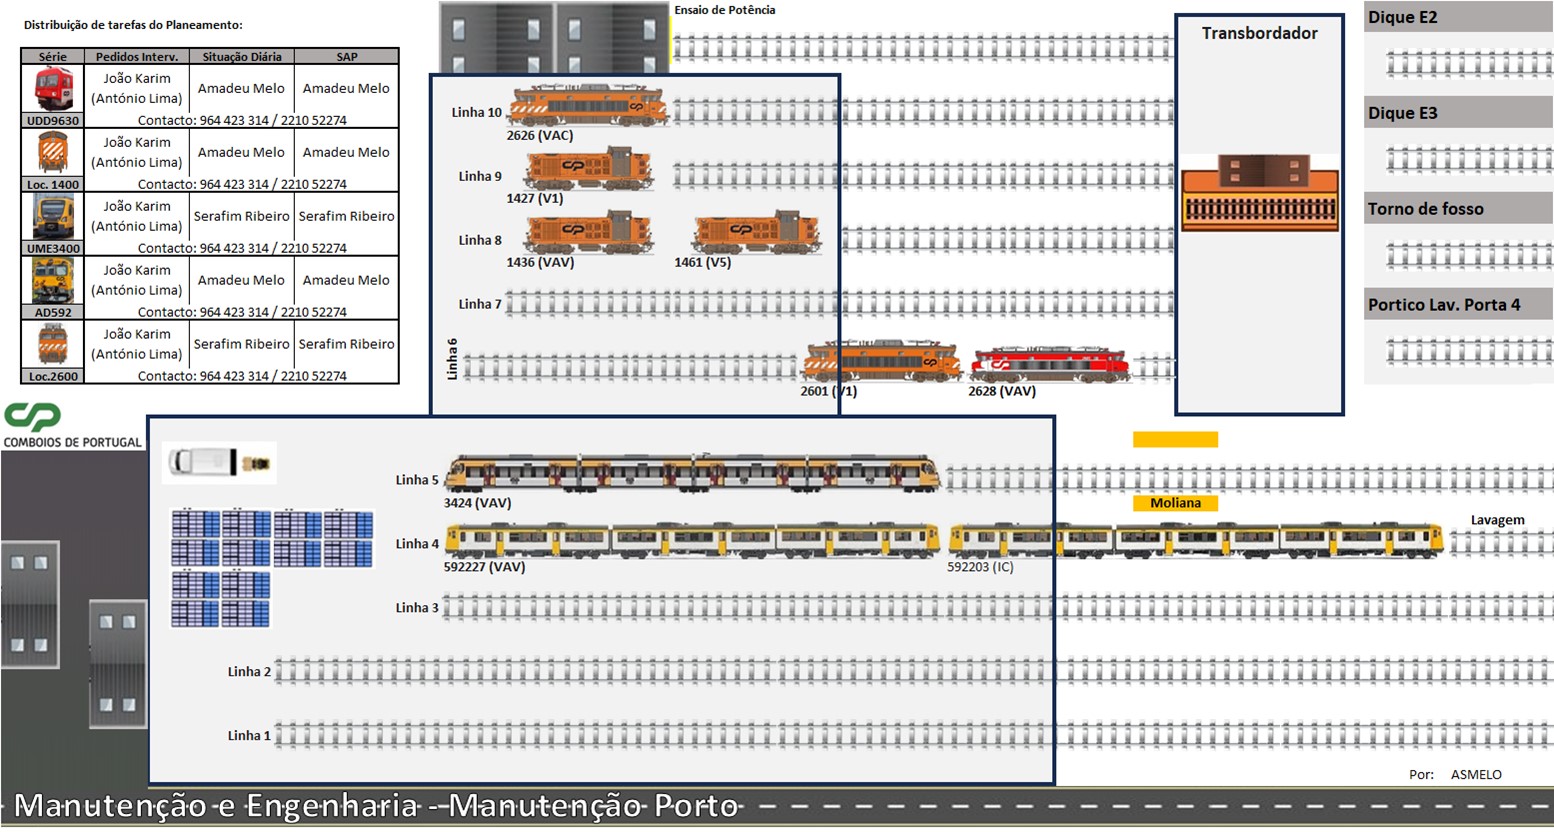 Distribuição de tarefas do Planeamento:
Série Pedidos Interv. Situação Diária SAP
João Karim
(António Lima) Amadeu Melo Amadeu Melo
UDD9630 Contacto: 964 423 314 / 2210 52274
João Karim
(António Lima) Amadeu Melo Amadeu Melo
Loc. 1400 Contacto: 964 423 314 / 2210 52274
João Karim
(António Lima) Serafim Ribeiro Serafim Ribeiro
UME3400 Contacto: 964 423 314 / 2210 52274
João Karim
(António Lima) Amadeu Melo Amadeu Melo
AD592 Contacto: 964 423 314 / 2210 52274
João Karim
(António Lima) Serafim Ribeiro Serafim Ribeiro
Loc.2600 Contacto: 964 423 314 / 2210 52274
CP
COMBOIOS DE PORTUGAL
Ensaio de Potência
Linha 10
2626 (VAC)
Linha 9
1427 (V1)
Linha 8
1436 (VAV) 1461 (V5)
Linha 7
Linha 6
2601 (V1) 2628 (VAV)
Transbordador
Dique E2
Dique E3
Torno de fosso
Portico Lav. Porta 4
Linha 5
3424 (VAV)
Moliana
Lavagem
Linha 4
592227 (VAV) 592203 (IC)
Linha 3
Linha 2
Linha 1
Por: ASMELO
Manutenção e Engenharia - Manutenção Porto